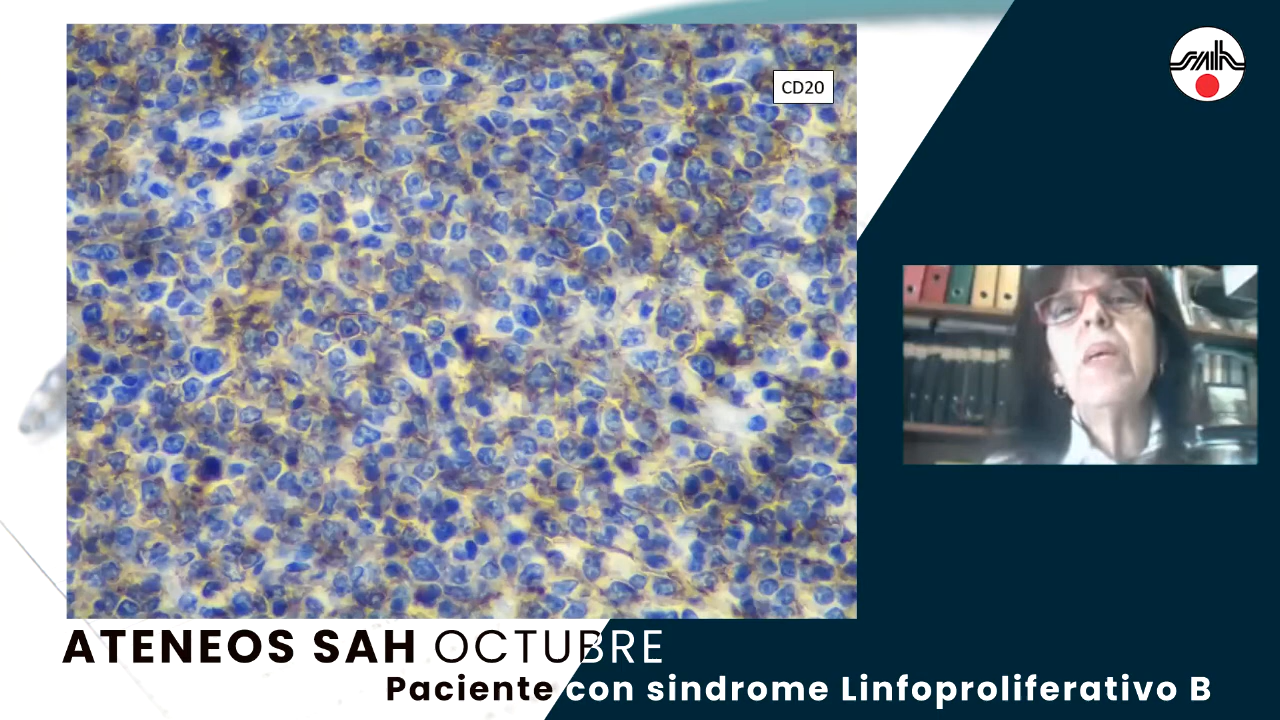 CD20
ATENEOS SAH OCTUBRE
Paciente con sindrome Linfoproliferativo B